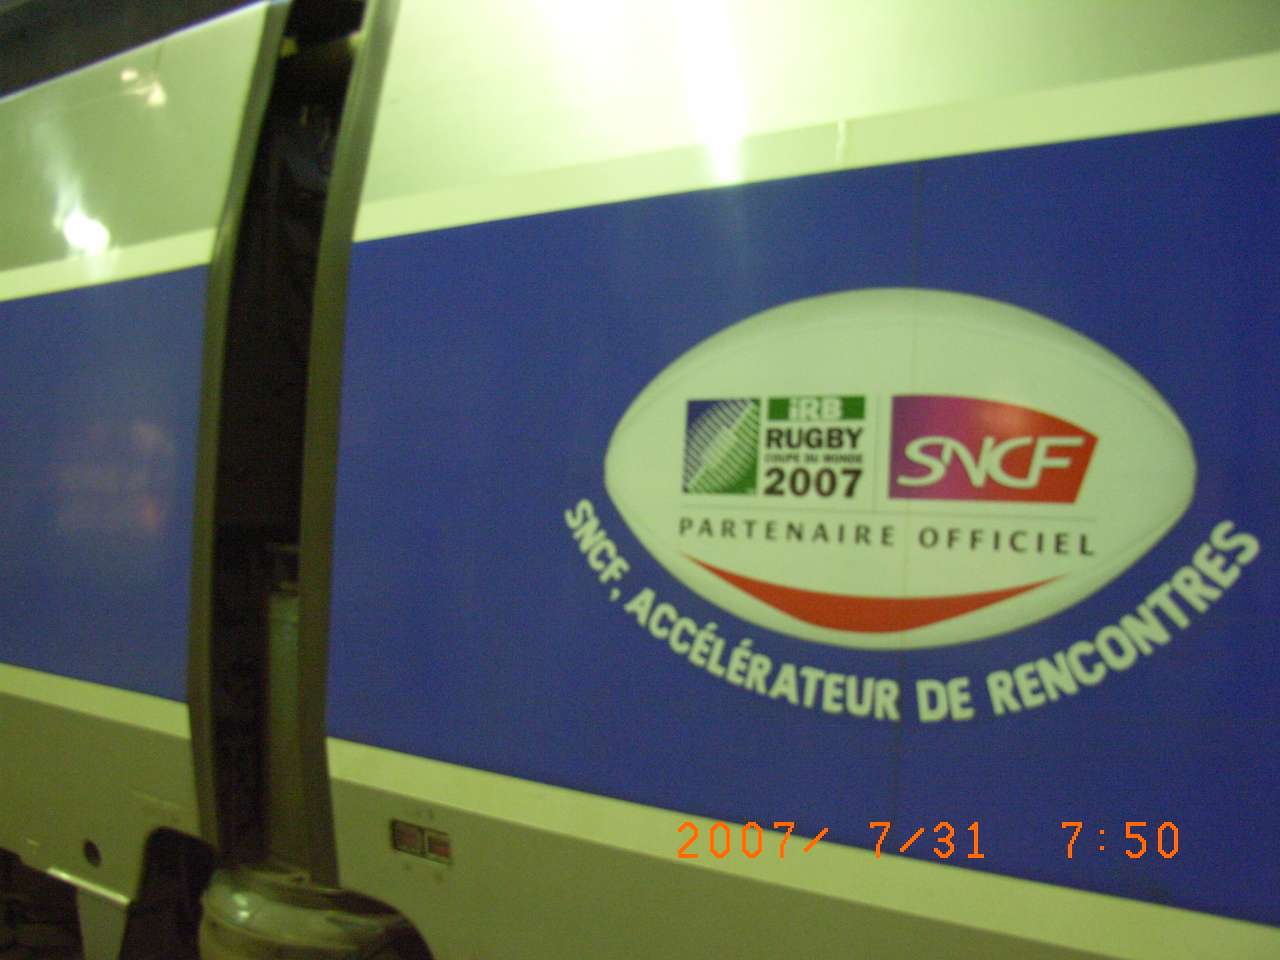 iRB
RUGBY
COUPE DU MONDE
2007
SNCF
PARTENAIRE OFFICIEL
SNCF, ACCÉLÉRATEUR DE RENCONTRES
2007/ 7/31 7:50